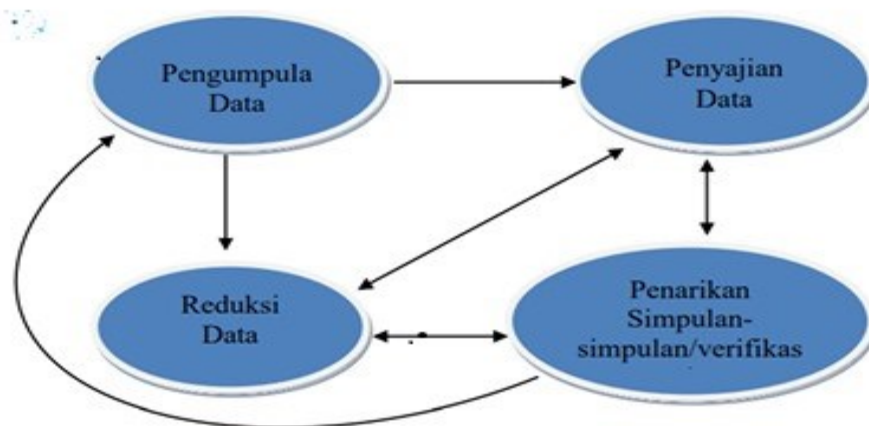 Pengumpula
Data
Penyajian
Data
Reduksi
Data
Penarikan
Simpulan-
simpulan/verifikas